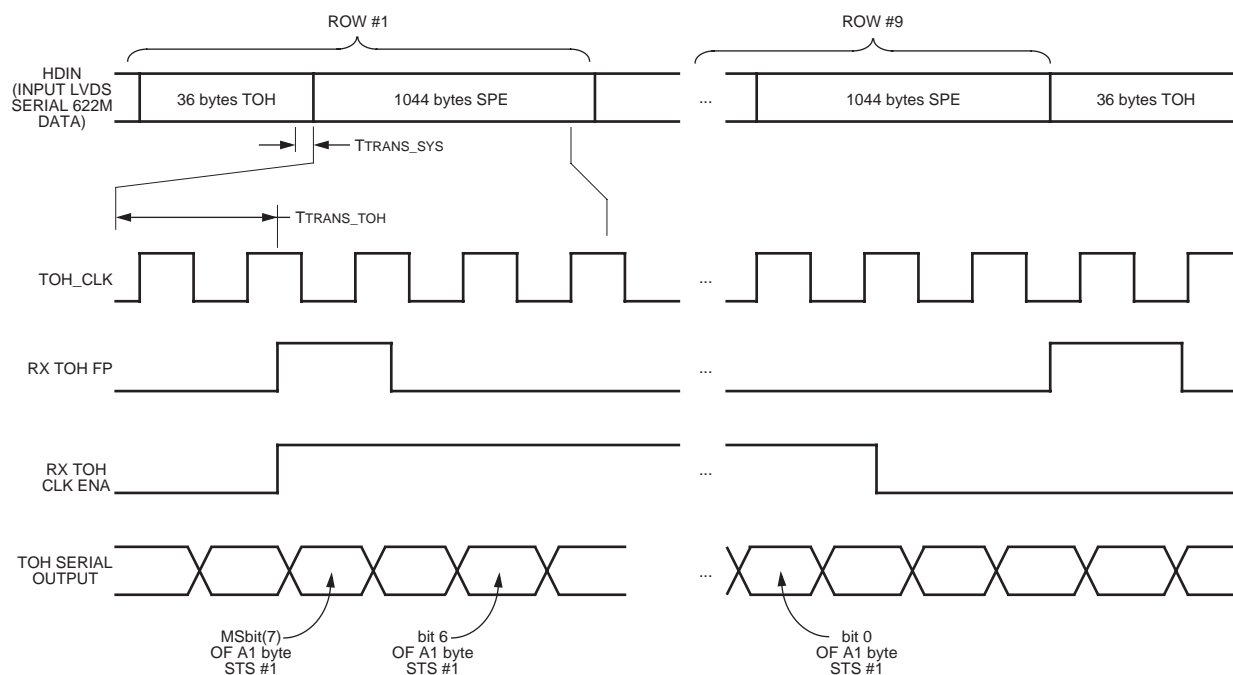 ROW #1
ROW #9
HDIN
(INPUT LVDS
SERIAL 622M
DATA)
36 bytes TOH
1044 bytes SPE
...
1044 bytes SPE
36 bytes TOH
TTRANS_SYS
TTRANS_TOH
TOH_CLK
...
RX TOH FP
...
RX TOH
CLK ENA
...
TOH SERIAL
OUTPUT
...
MSbit(7)
OF A1 byte
STS #1
bit 6
OF A1 byte
STS #1
bit 0
OF A1 byte
STS #1